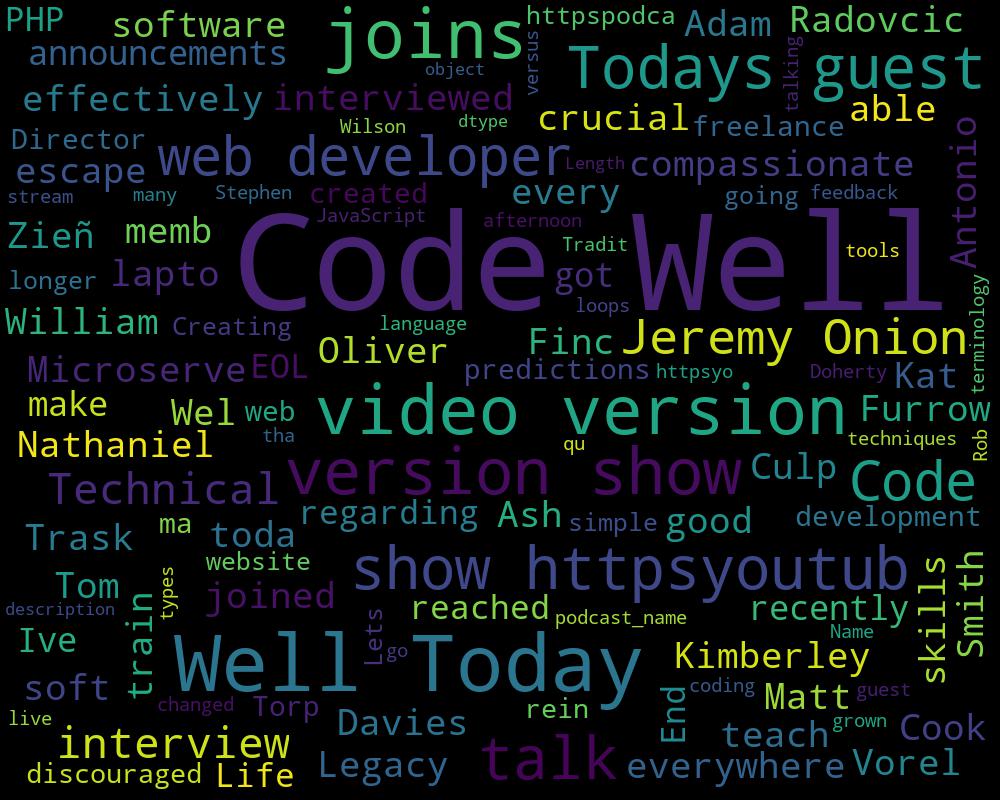 PHP software joins httpspodca Adam Radovcic
announcements object versus Todays talking guest
effectively interviewed Wilson dtype crucial freelance able
Director escape web developer Length compassionate Antonio
stream many Stephen created every going feedback
JavaScript afternoon
Zieñ memb Code Well Tradit tools
longer lapto got loops terminology
William Creating language Oliver Finc Jeremy Onion
Microserve EOL predictions httpsyo Doherty Kat
make Wel web video version Furrow
Nathaniel tha qu techniques Rob
Technical version show Culp Code
Trask ma toda regarding Ash simple good development
website show httpsyoutub skills Smith
Tom types joined reached podcast_name recently
description
Ive train Well Lets go Today Name Kimberley
soft changed Torp rein End coding Matt guest
live interview Davies teach grown Cook
discouraged Life Legacy talk everywhere Vorel